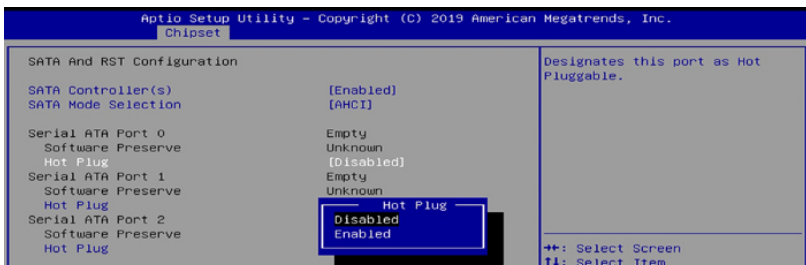 Aptio Setup Utility – Copyright (C) 2019 American Megatrends, Inc.
Chipset
SATA And RST Configuration
SATA Controller(s) [Enabled]
SATA Mode Selection [AHCI]
Serial ATA Port 0 Empty
Software Preserve Unknown
Hot Plug [Disabled]
Serial ATA Port 1 Empty
Software Preserve Unknown
Hot Plug
Serial ATA Port 2
Software Preserve
Hot Plug
Hot Plug
Disabled
Enabled
Designates this port as Hot
Pluggable.
→←: Select Screen
↑↓: Select Item